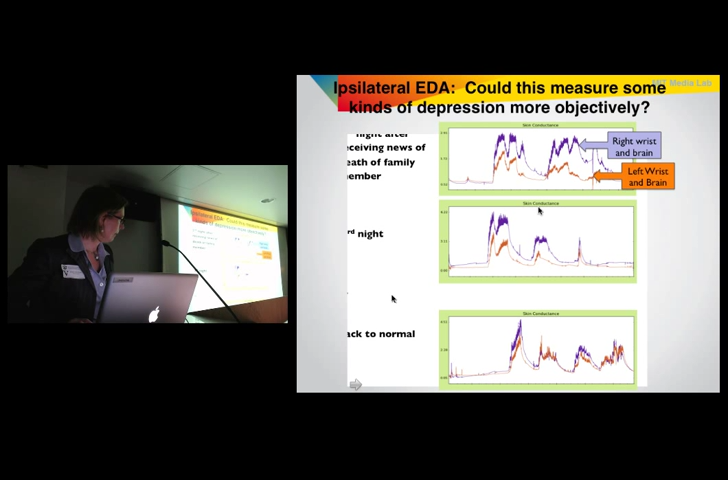 Ipsilateral EDA: Could this measure some
kinds of depression more objectively?
MIT Media Lab
night after
eceiving news of
eath of family
ember
rd night
ack to normal
Skin Conductance
Right wrist
and brain
Left Wrist
and Brain
Skin Conductance
Skin Conductance